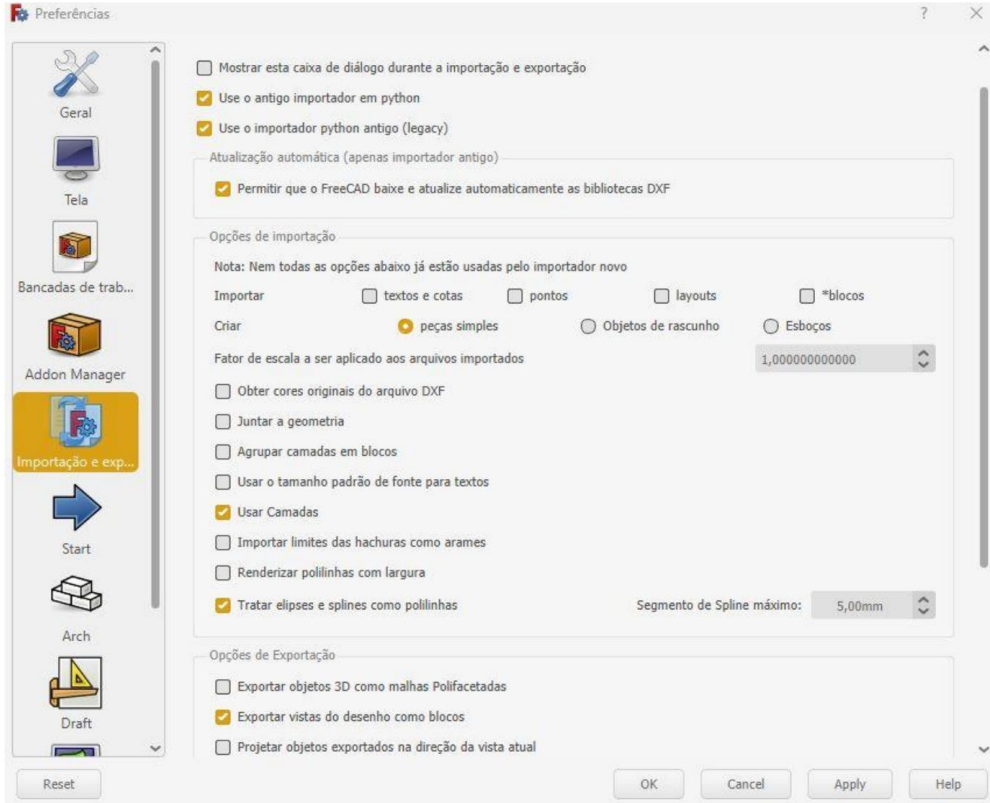 Preferências
?
Geral
Tela
Bancadas de trab...
Addon Manager
Importação e exp...
Start
Arch
Draft
Mostrar esta caixa de diálogo durante a importação e exportação
Use o antigo importador em python
Use o importador python antigo (legacy)
Atualização automática (apenas importador antigo)
Permitir que o FreeCAD baixe e atualize automaticamente as bibliotecas DXF
Opções de importação
Nota: Nem todas as opções abaixo já estão usadas pelo importador novo
Importar textos e cotas pontos layouts *blocos
Criar peças simples Objetos de rascunho Esboços
Fator de escala a ser aplicado aos arquivos importados 1,000000000000
Obter cores originais do arquivo DXF
Juntar a geometria
Agrupar camadas em blocos
Usar o tamanho padrão de fonte para textos
Usar Camadas
Importar limites das hachuras como arames
Renderizar polilinhas com largura
Tratar elipses e splines como polilinhas Segmento de Spline máximo: 5,00mm
Opções de Exportação
Exportar objetos 3D como malhas Polifacetadas
Exportar vistas do desenho como blocos
Projetar objetos exportados na direção da vista atual
Reset OK Cancel Apply Help